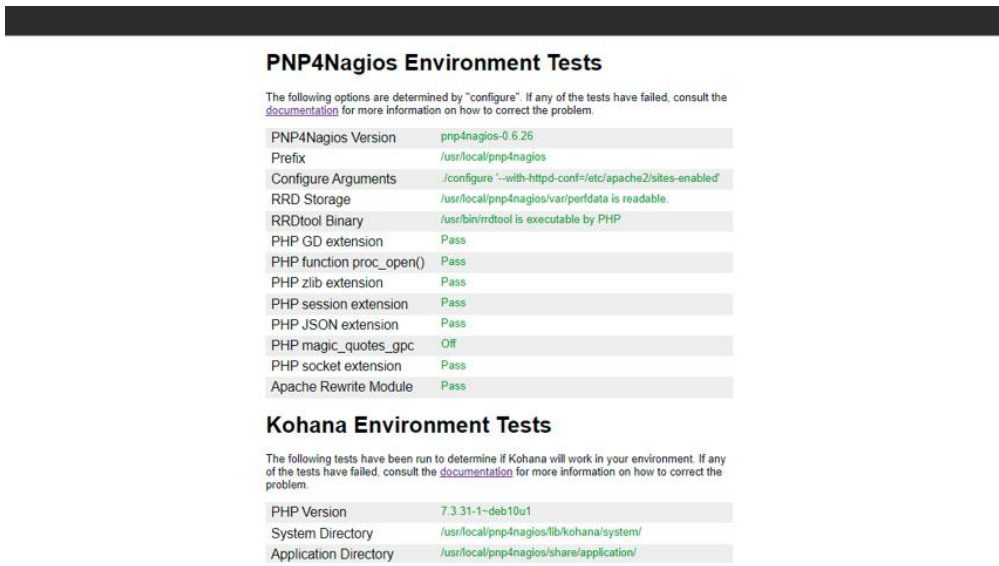 PNP4Nagios Environment Tests
The following options are determined by "configure". If any of the tests have failed, consult the
documentation for more information on how to correct the problem.
PNP4Nagios Version pnp4nagios-0.6.26
Prefix /usr/local/pnp4nagios
Configure Arguments ./configure '--with-httpd-conf=/etc/apache2/sites-enabled'
RRD Storage /usr/local/pnp4nagios/var/perfdata is readable.
RRDtool Binary /usr/bin/rrdtool is executable by PHP
PHP GD extension Pass
PHP function proc_open() Pass
PHP zlib extension Pass
PHP session extension Pass
PHP JSON extension Pass
PHP magic_quotes_gpc Off
PHP socket extension Pass
Apache Rewrite Module Pass
Kohana Environment Tests
The following tests have been run to determine if Kohana will work in your environment. If any
of the tests have failed, consult the documentation for more information on how to correct the
problem.
PHP Version 7.3.31-1~deb10u1
System Directory /usr/local/pnp4nagios/lib/kohana/system/
Application Directory /usr/local/pnp4nagios/share/application/